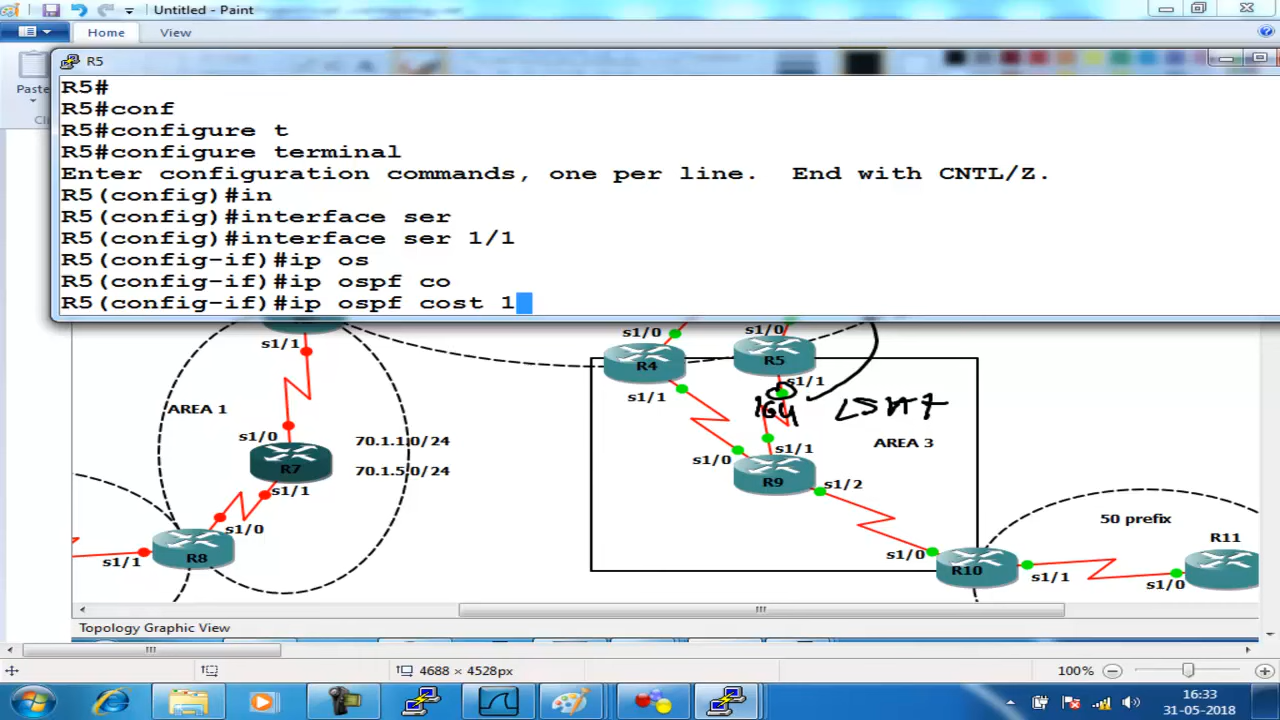 Untitled - Paint
Home
View
Paste
R5
R5#
R5#conf
R5#configure t
R5#configure terminal
Enter configuration commands, one per line.  End with CNTL/Z.
R5(config)#in
R5(config)#interface ser
R5(config)#interface ser 1/1
R5(config-if)#ip os
R5(config-if)#ip ospf co
R5(config-if)#ip ospf cost 1
s1/1
s1/0
s1/0
R4
R5
s1/1
s1/1
164
LSA7
AREA 1
AREA 3
s1/0
70.1.1.0/24
R7
70.1.5.0/24
s1/1
s1/0
s1/1
R9
s1/2
s1/0
R8
s1/1
50 prefix
R11
s1/0
R10
s1/1
s1/0
Topology Graphic View
4688 × 4528px
100%
16:33
31-05-2018